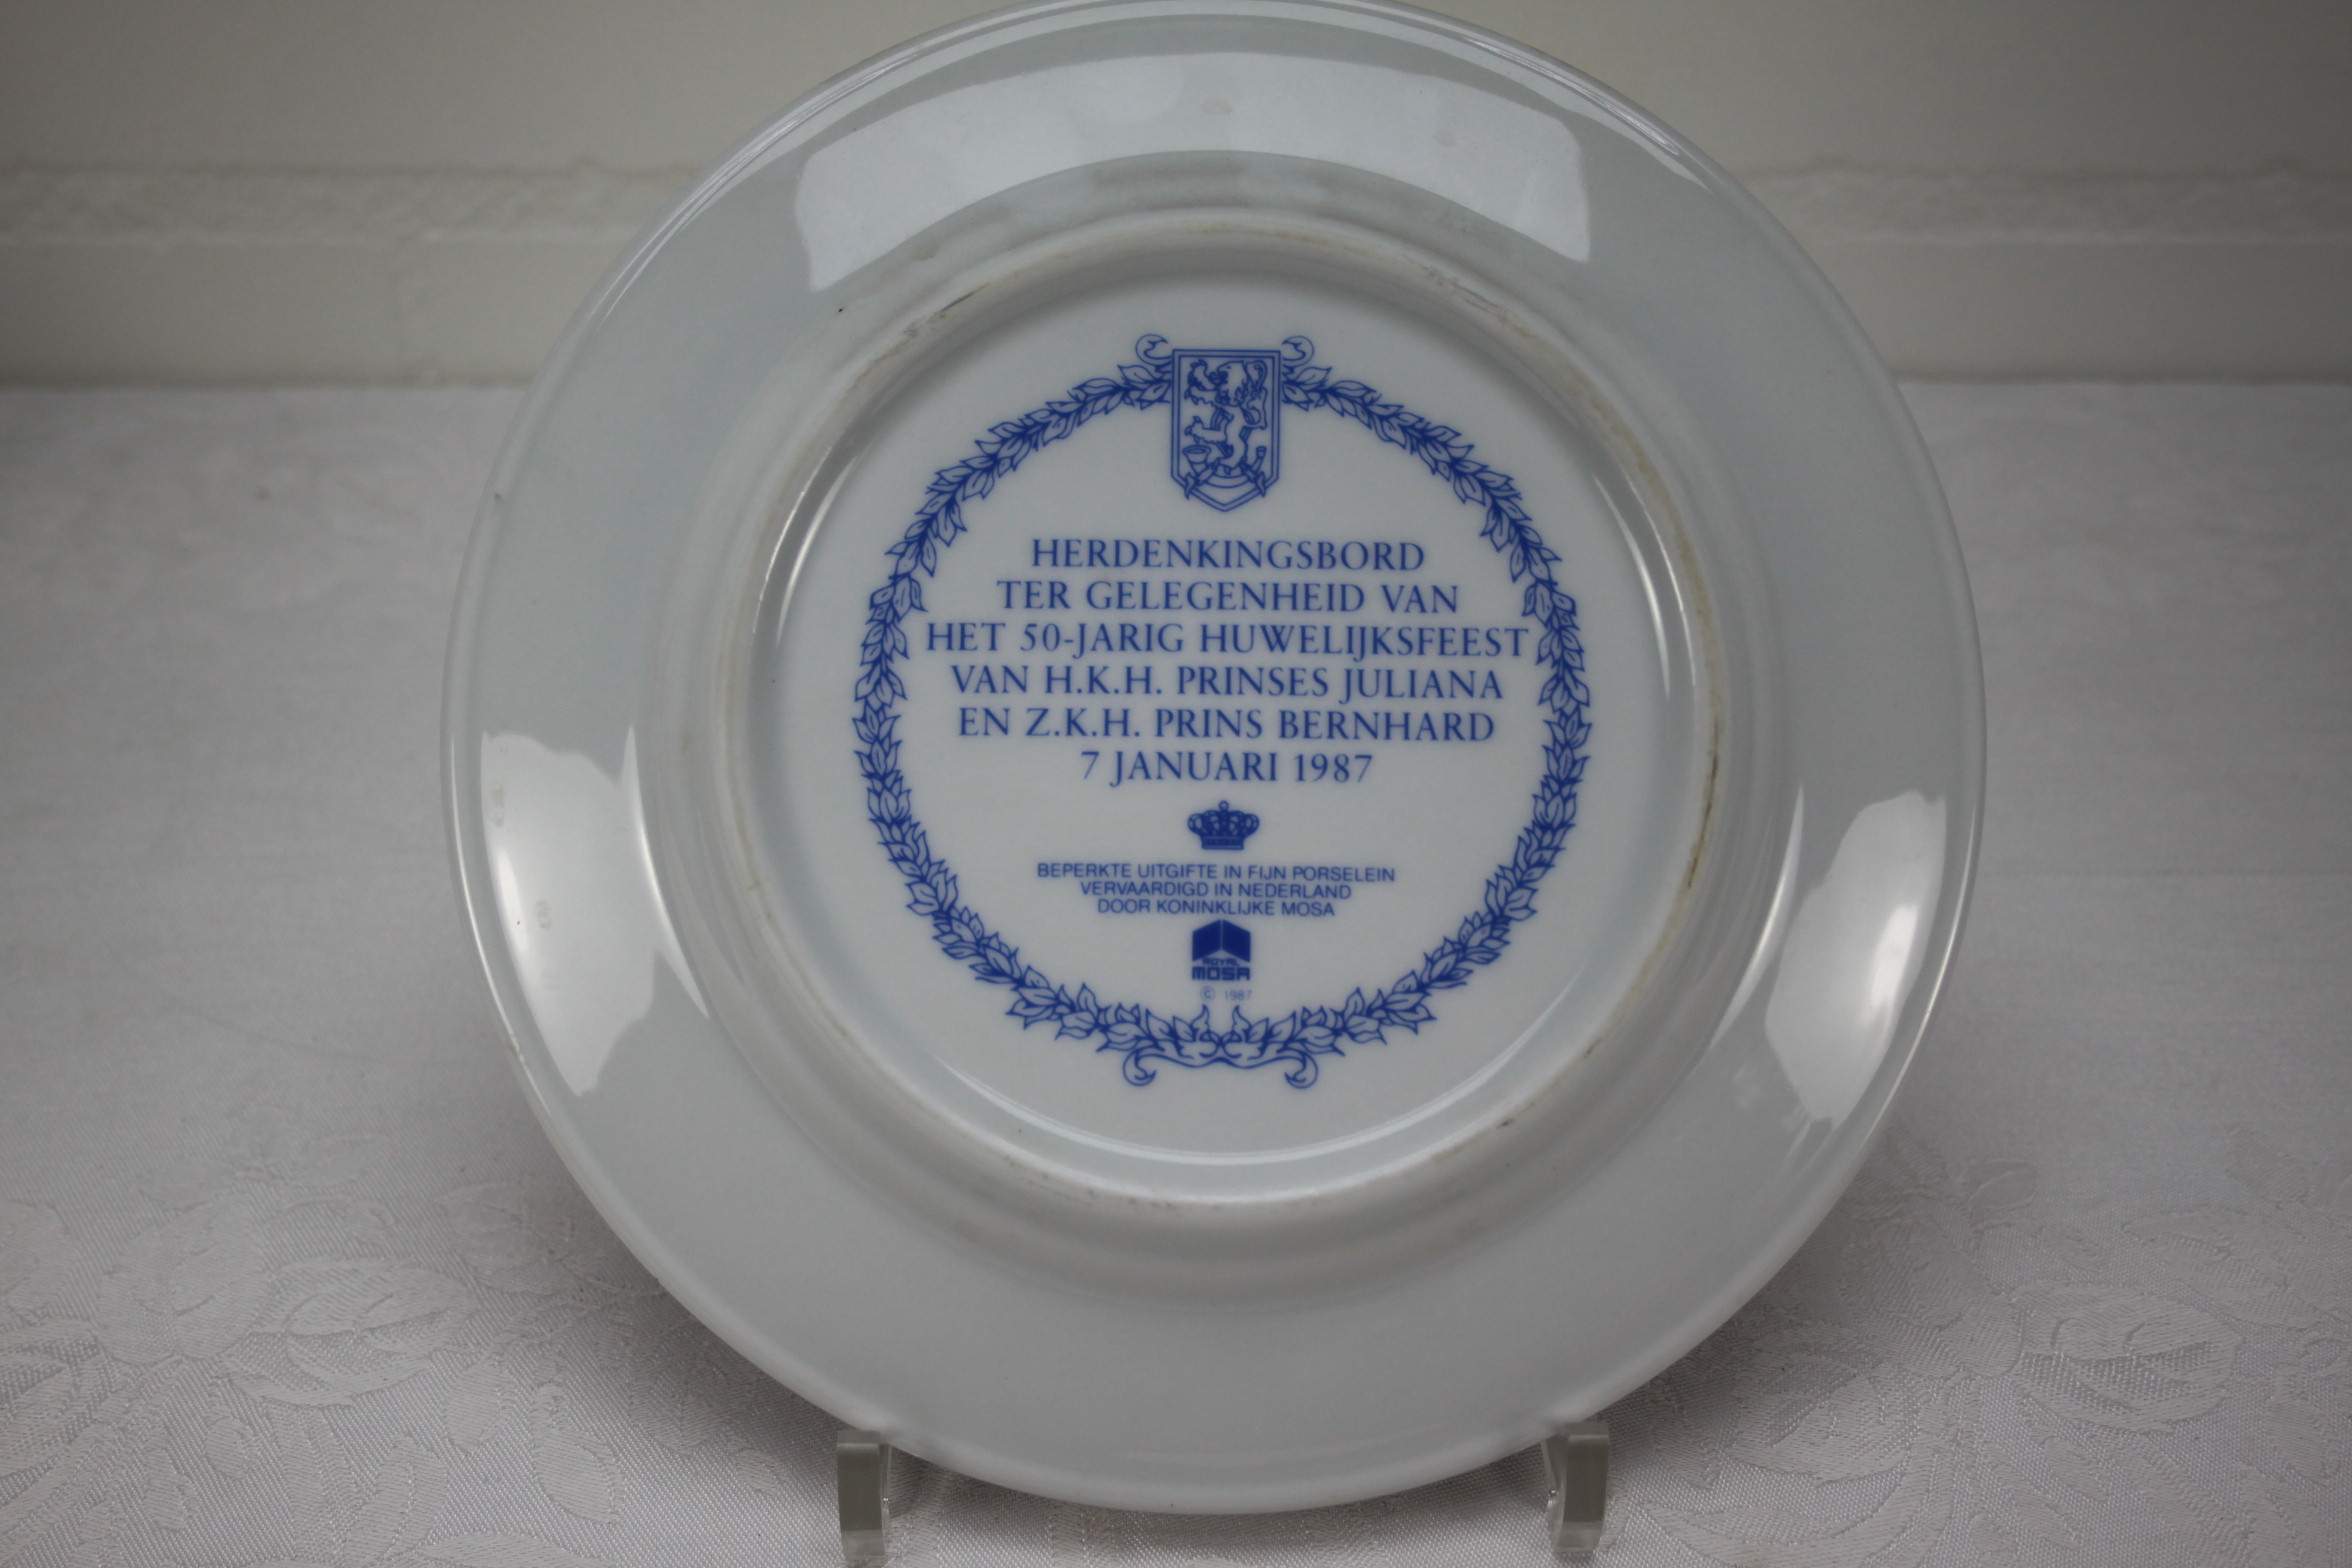 HERDENKINGSBORD
TER GELEGENHEID VAN
HET 50-JARIG HUWELIJKSFEEST
VAN H.K.H. PRINSES JULIANA
EN Z.K.H. PRINS BERNHARD
7 JANUARI 1987
BEPERKTE UITGIFTE IN FIJN PORSELEIN
VERVAARDIGD IN NEDERLAND
DOOR KONINKLIJKE MOSA
ROYAL
MOSA
© 1987